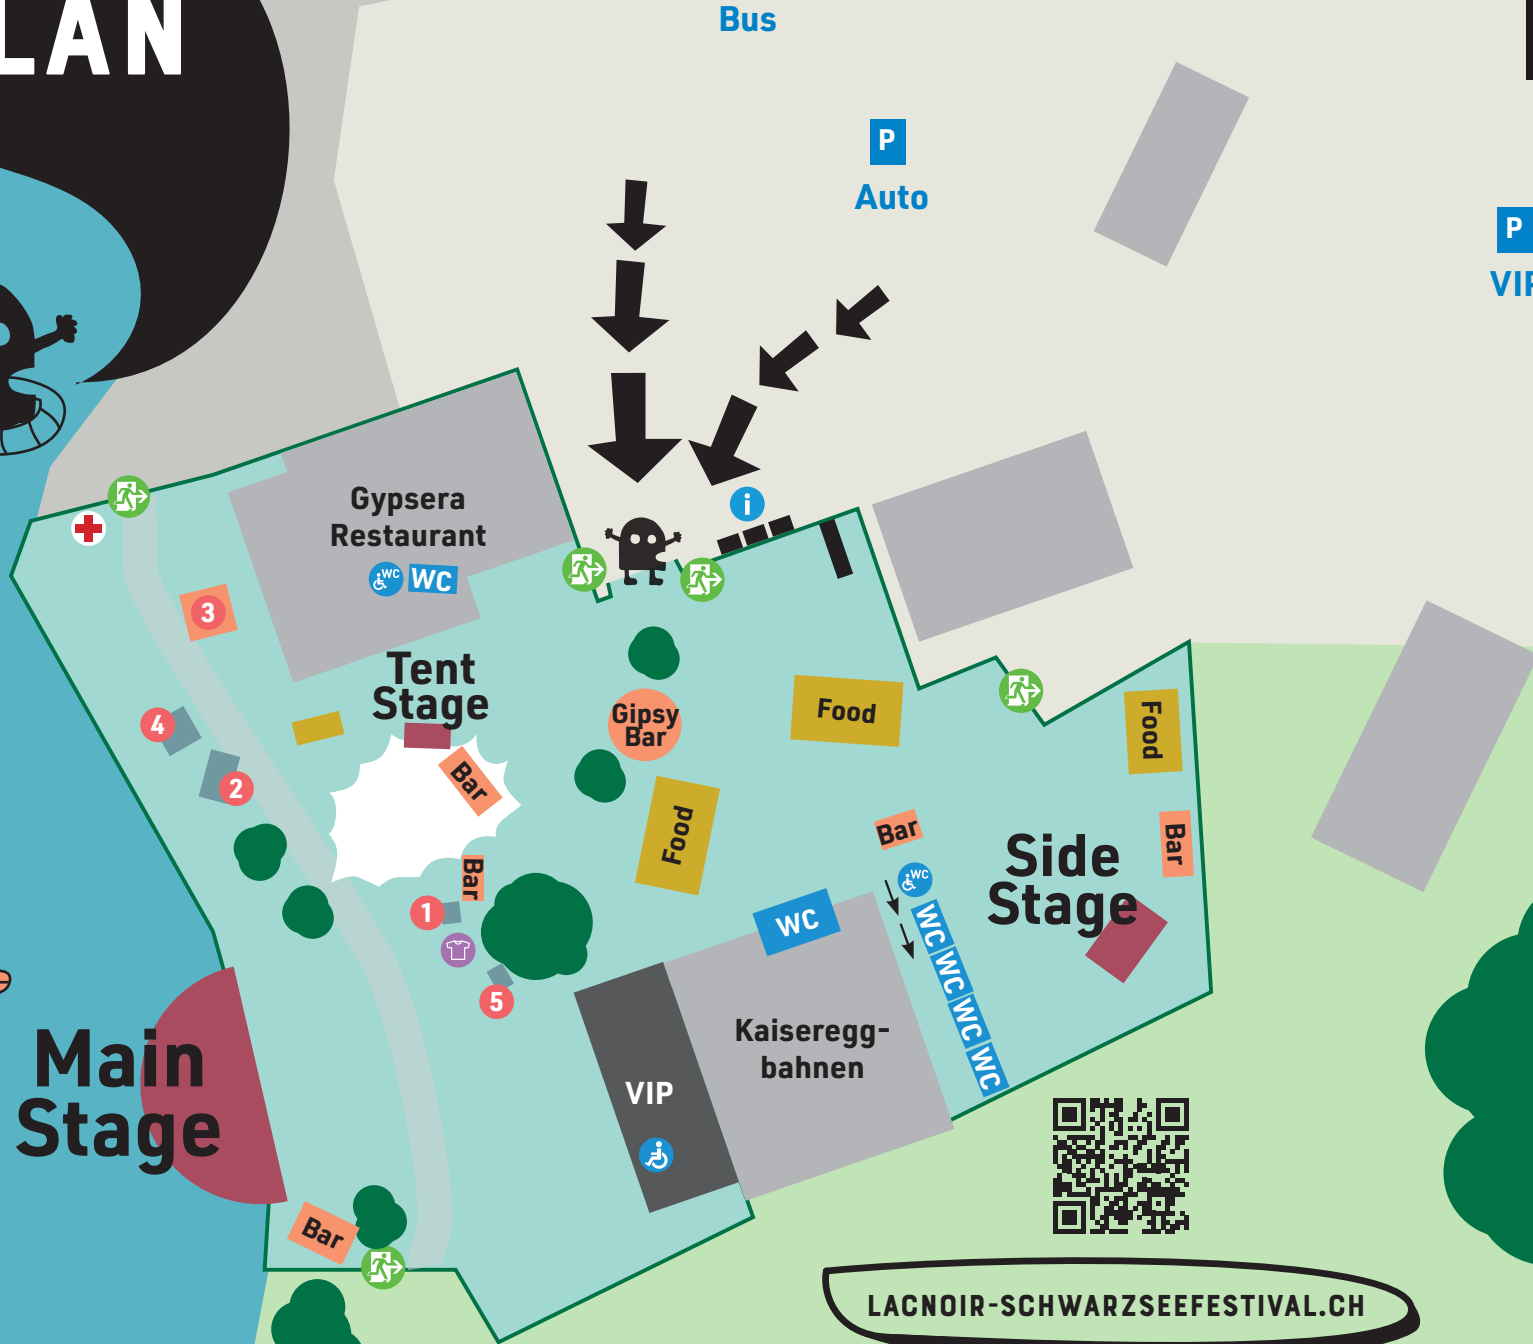 LAN
Bus
P
Auto
P
VIP
i
Gypsera
Restaurant
WC
WC
3
Tent
Stage
4
2
Gipsy
Bar
Food
Food
Bar
Food
Bar
Bar
Side
Stage
Bar
1
WC
WC
WC
WC
WC
WC
5
Main
Stage
Kaiseregg-
bahnen
VIP
Bar
LACNOIR-SCHWARZSEEFESTIVAL.CH